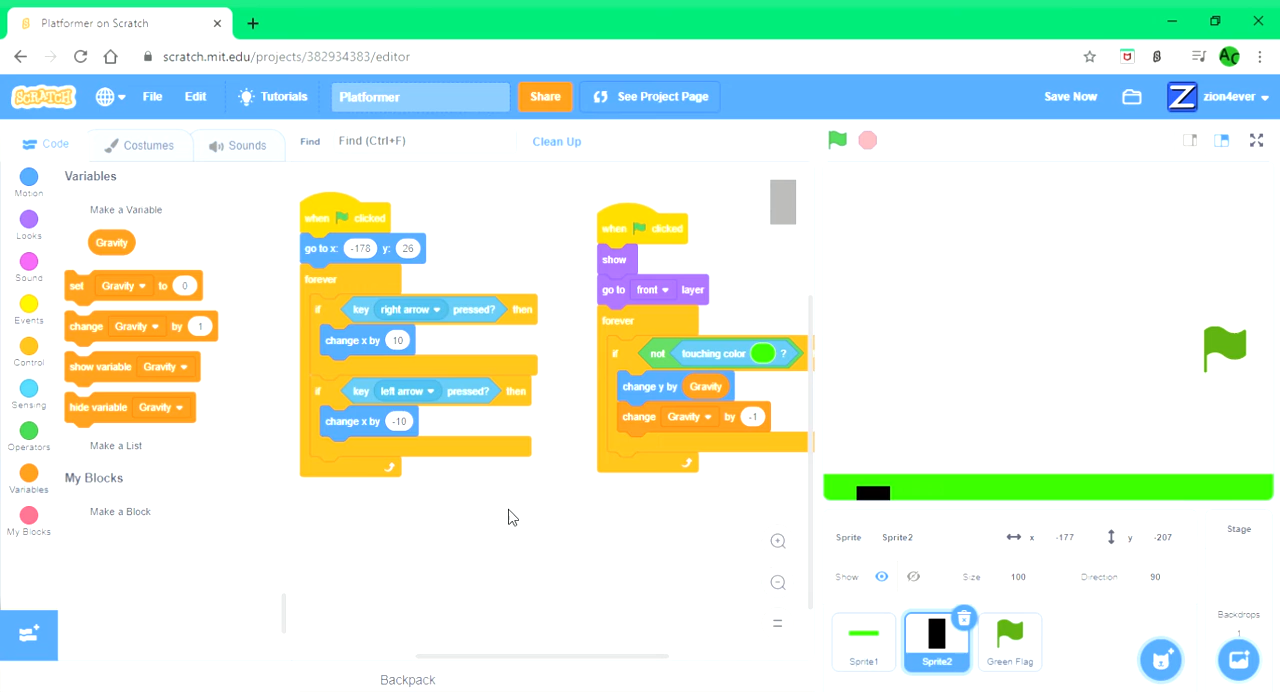 Platformer on Scratch
scratch.mit.edu/projects/382934383/editor
Ac
SCRATCH
File
Edit
Tutorials
Platformer
Share
See Project Page
Save Now
Z
zion4ever
Code
Costumes
Sounds
Find
Find (Ctrl+F)
Clean Up
Motion
Looks
Sound
Events
Control
Sensing
Operators
Variables
My Blocks
Variables
Make a Variable
Gravity
set Gravity to 0
change Gravity by 1
show variable Gravity
hide variable Gravity
Make a List
My Blocks
Make a Block
when clicked
go to x: -178 y: 26
forever
if key right arrow pressed? then
change x by 10
if key left arrow pressed? then
change x by -10
when clicked
show
go to front layer
forever
if not touching color ?
change y by Gravity
change Gravity by -1
Backpack
Sprite Sprite2 x -177 y -207
Show Size 100 Direction 90
Sprite1
Sprite2
Green Flag
Stage
Backdrops
1